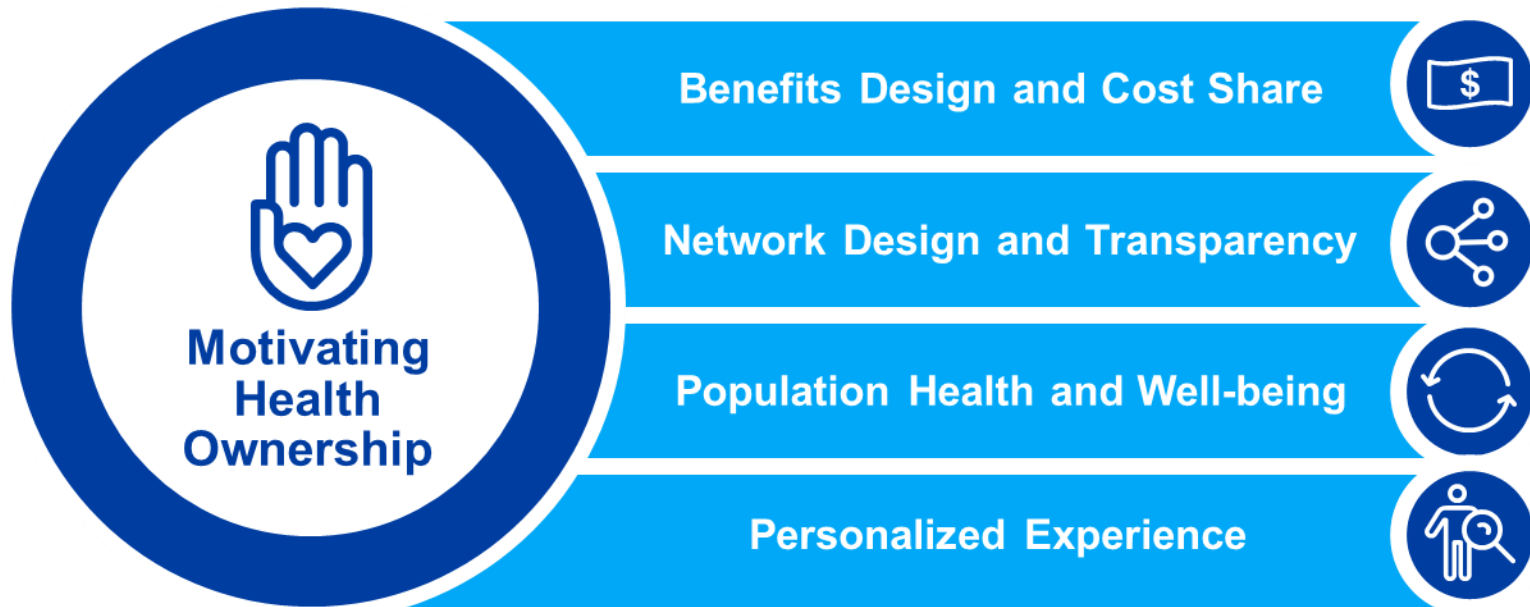 Motivating
Health
Ownership
Benefits Design and Cost Share
$
Network Design and Transparency
Population Health and Well-being
Personalized Experience